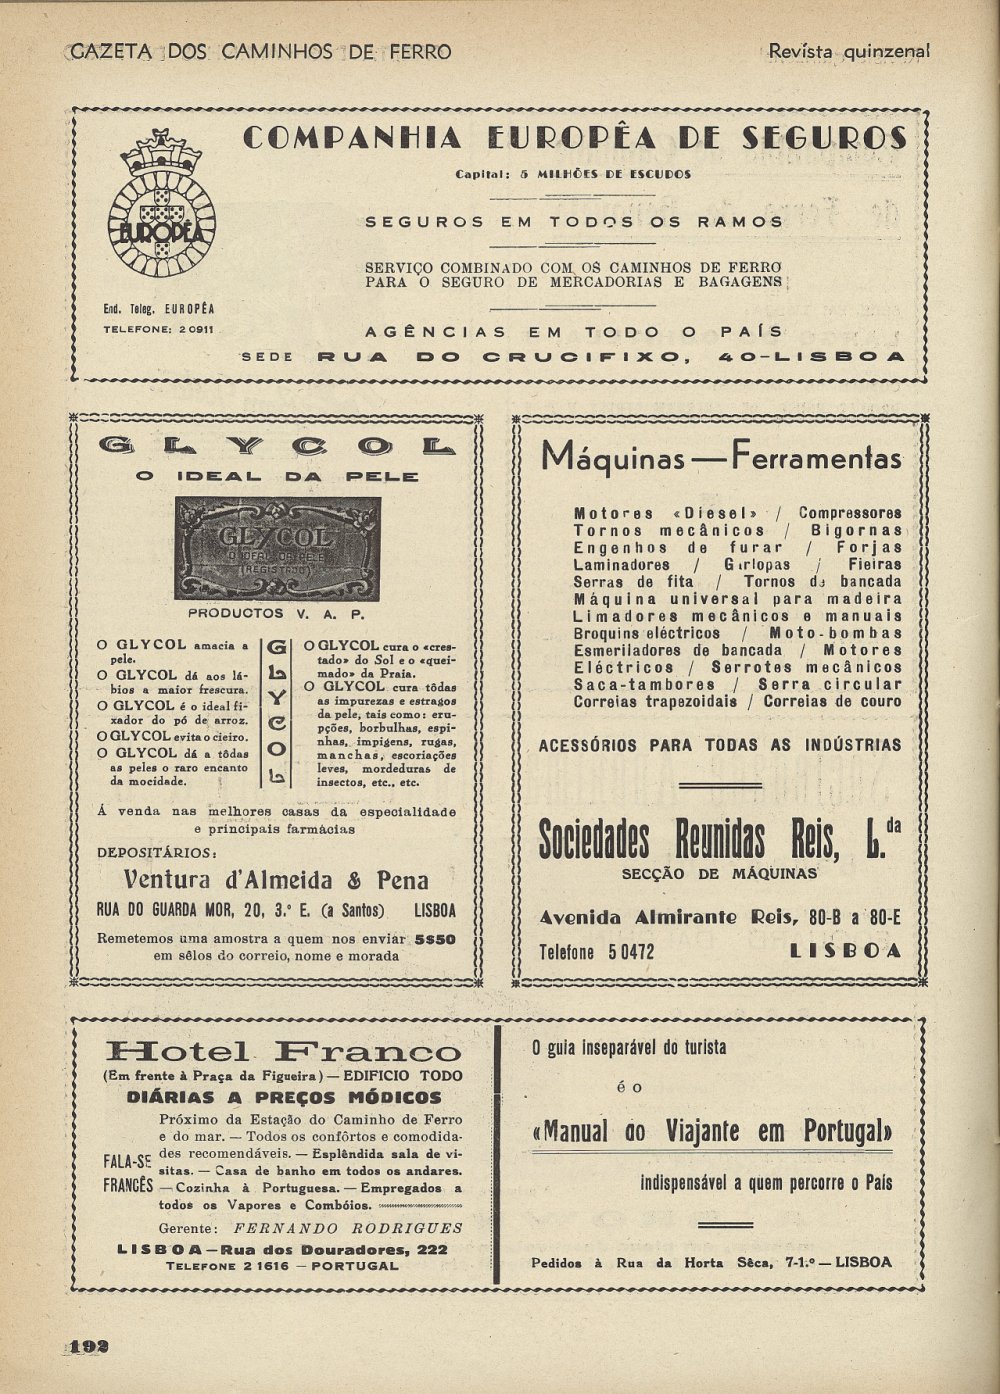 GAZETA DOS CAMINHOS DE FERRO
Revista quinzenal
COMPANHIA EUROPÊA DE SEGUROS
Capital: 5 MILHÕES DE ESCUDOS
SEGUROS EM TODOS OS RAMOS
SERVIÇO COMBINADO COM OS CAMINHOS DE FERRO
PARA O SEGURO DE MERCADORIAS E BAGAGENS
AGÊNCIAS EM TODO O PAÍS
SEDE RUA DO CRUCIFIXO, 40-LISBOA
EUROPÊA
End. Teleg. EUROPÊA
TELEFONE: 20911
GLYCOL
O IDEAL DA PELE
GLYCOL
O IDEAL DA PELE
(REGISTADO)
PRODUCTOS V. A. P.
O GLYCOL amacia a
pele.
O GLYCOL dá aos lá-
bios a maior frescura.
O GLYCOL é o ideal fi-
xador do pó de arroz.
O GLYCOL evita o cieiro.
O GLYCOL dá a tôdas
as peles o raro encanto
da mocidade.
GLYCOL
O GLYCOL cura o «cres-
tado» do Sol e o «quei-
mado» da Praia.
O GLYCOL cura tôdas
as impurezas e estragos
da pele, tais como: eru-
pções, borbulhas, espi-
nhas, impigens, rugas,
manchas, escoriações
leves, mordeduras de
insectos, etc., etc.
Á venda nas melhores casas da especialidade
e principais farmácias
DEPOSITÁRIOS:
Ventura d'Almeida & Pena
RUA DO GUARDA MOR, 20, 3.º E. (a Santos) LISBOA
Remetemos uma amostra a quem nos enviar 5$50
em sêlos do correio, nome e morada
Máquinas — Ferramentas
Motores «Diesel» / Compressores
Tornos mecânicos / Bigornas
Engenhos de furar / Forjas
Laminadores / Garlopas / Fieiras
Serras de fita / Tornos de bancada
Máquina universal para madeira
Limadores mecânicos e manuais
Broquins eléctricos / Moto-bombas
Esmeriladores de bancada / Motores
Eléctricos / Serrotes mecânicos
Saca-tambores / Serra circular
Correias trapezoidais / Correias de couro
ACESSÓRIOS PARA TODAS AS INDÚSTRIAS
Sociedades Reunidas Reis, L.da
SECÇÃO DE MÁQUINAS
Avenida Almirante Reis, 80-B a 80-E
Telefone 50472 LISBOA
Hotel Franco
(Em frente à Praça da Figueira) — EDIFICIO TODO
DIÁRIAS A PREÇOS MÓDICOS
Próximo da Estação do Caminho de Ferro
e do mar. — Todos os confôrtos e comodida-
des recomendáveis. — Esplêndida sala de vi-
sitas. — Casa de banho em todos os andares.
— Cozinha à Portuguesa. — Empregados a
todos os Vapores e Combóios.
FALA-SE
FRANCÊS
Gerente: FERNANDO RODRIGUES
LISBOA — Rua dos Douradores, 222
TELEFONE 21616 — PORTUGAL
O guia inseparável do turista
é o
«Manual do Viajante em Portugal»
indispensável a quem percorre o País
Pedidos à Rua da Horta Sêca, 7-1.º — LISBOA
192